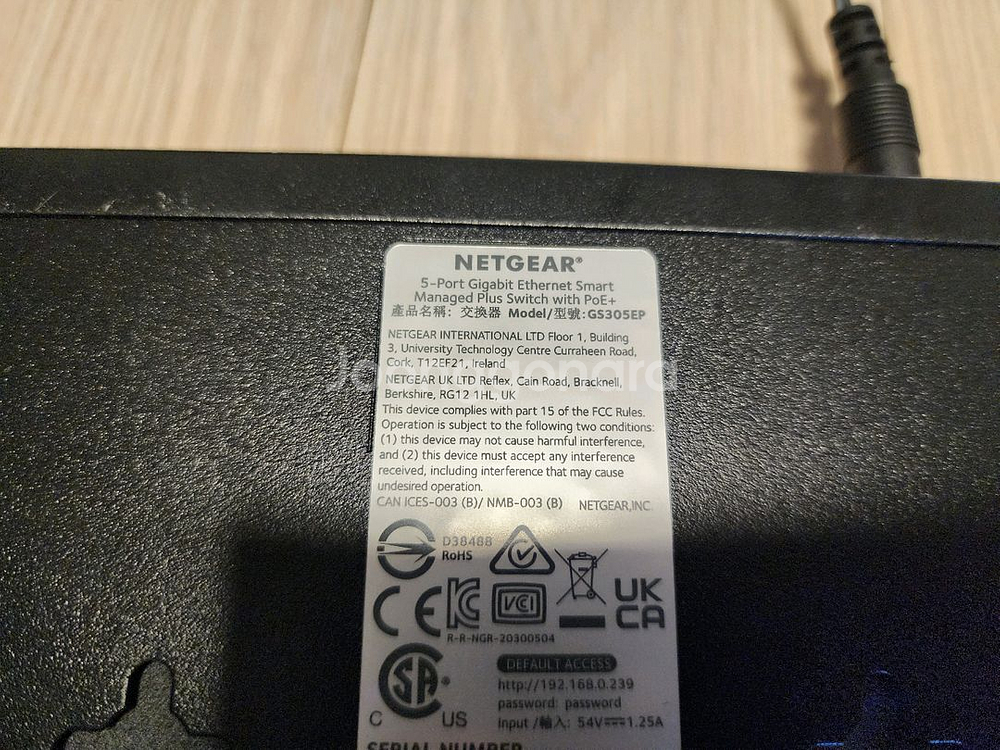 NETGEAR®
5-Port Gigabit Ethernet Smart
Managed Plus Switch with PoE+
產品名稱: 交換器 Model/型號:GS305EP
NETGEAR INTERNATIONAL LTD Floor 1, Building
3, University Technology Centre Curraheen Road,
Cork, T12EF21, Ireland
NETGEAR UK LTD Reflex, Cain Road, Bracknell,
Berkshire, RG12 1HL, UK
This device complies with part 15 of the FCC Rules.
Operation is subject to the following two conditions:
(1) this device may not cause harmful interference,
and (2) this device must accept any interference
received, including interference that may cause
undesired operation.
CAN ICES-003 (B)/ NMB-003 (B) NETGEAR,INC.
D38488
RoHS
CE KC VCI UK
CA
R-R-NGR-20300504
SA ®
C US
DEFAULT ACCESS
http://192.168.0.239
password: password
Input /輸入: 54V⎓1.25A
SERIAL NUMBER